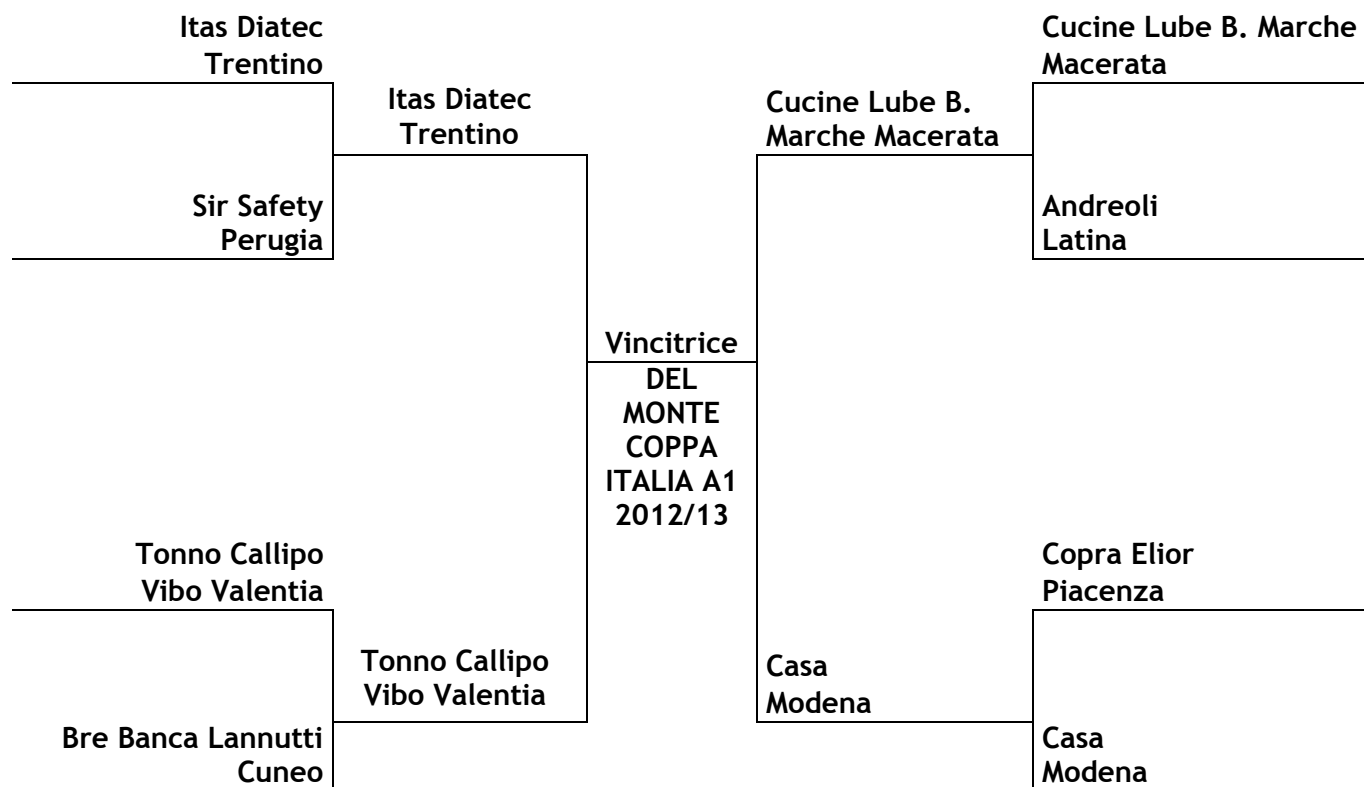 Itas Diatec
Trentino
Itas Diatec
Trentino
Sir Safety
Perugia
Tonno Callipo
Vibo Valentia
Tonno Callipo
Vibo Valentia
Bre Banca Lannutti
Cuneo
Vincitrice
DEL
MONTE
COPPA
ITALIA A1
2012/13
Cucine Lube B.
Marche Macerata
Casa
Modena
Cucine Lube B. Marche
Macerata
Andreoli
Latina
Copra Elior
Piacenza
Casa
Modena